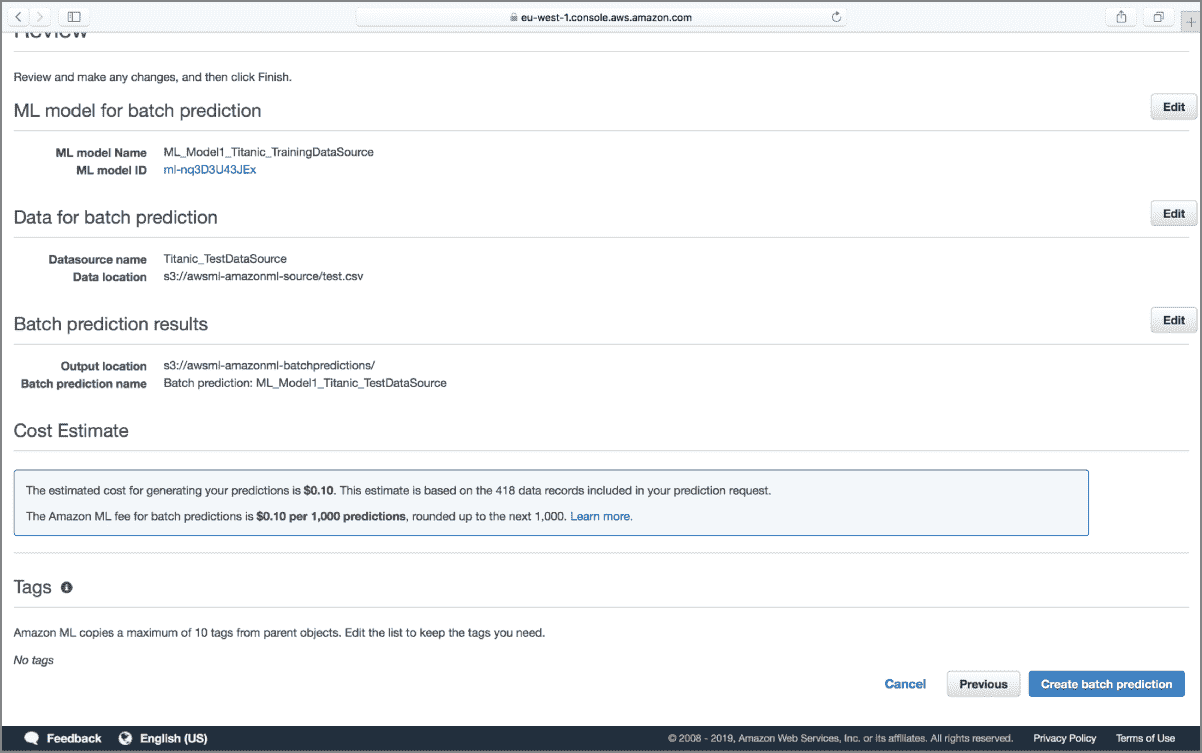 eu-west-1.console.aws.amazon.com
Review
Review and make any changes, and then click Finish.
ML model for batch prediction
Edit
ML model Name ML_Model1_Titanic_TrainingDataSource
ML model ID ml-nq3D3U43JEx
Data for batch prediction
Edit
Datasource name Titanic_TestDataSource
Data location s3://awsml-amazonml-source/test.csv
Batch prediction results
Edit
Output location s3://awsml-amazonml-batchpredictions/
Batch prediction name Batch prediction: ML_Model1_Titanic_TestDataSource
Cost Estimate
The estimated cost for generating your predictions is $0.10. This estimate is based on the 418 data records included in your prediction request.
The Amazon ML fee for batch predictions is $0.10 per 1,000 predictions, rounded up to the next 1,000. Learn more.
Tags
Amazon ML copies a maximum of 10 tags from parent objects. Edit the list to keep the tags you need.
No tags
Cancel Previous Create batch prediction
Feedback English (US) © 2008 - 2019, Amazon Web Services, Inc. or its affiliates. All rights reserved. Privacy Policy Terms of Use